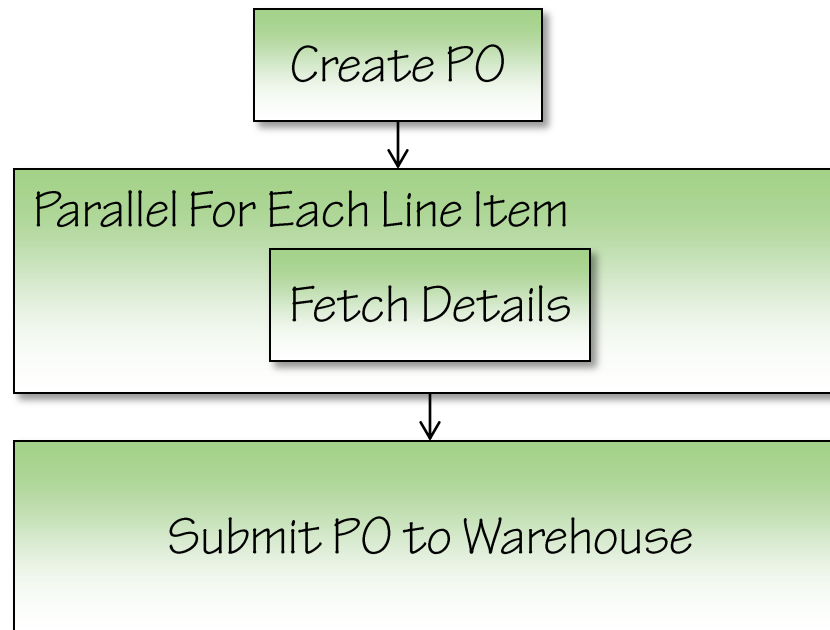 Create PO
Parallel For Each Line Item
Fetch Details
Submit PO to Warehouse